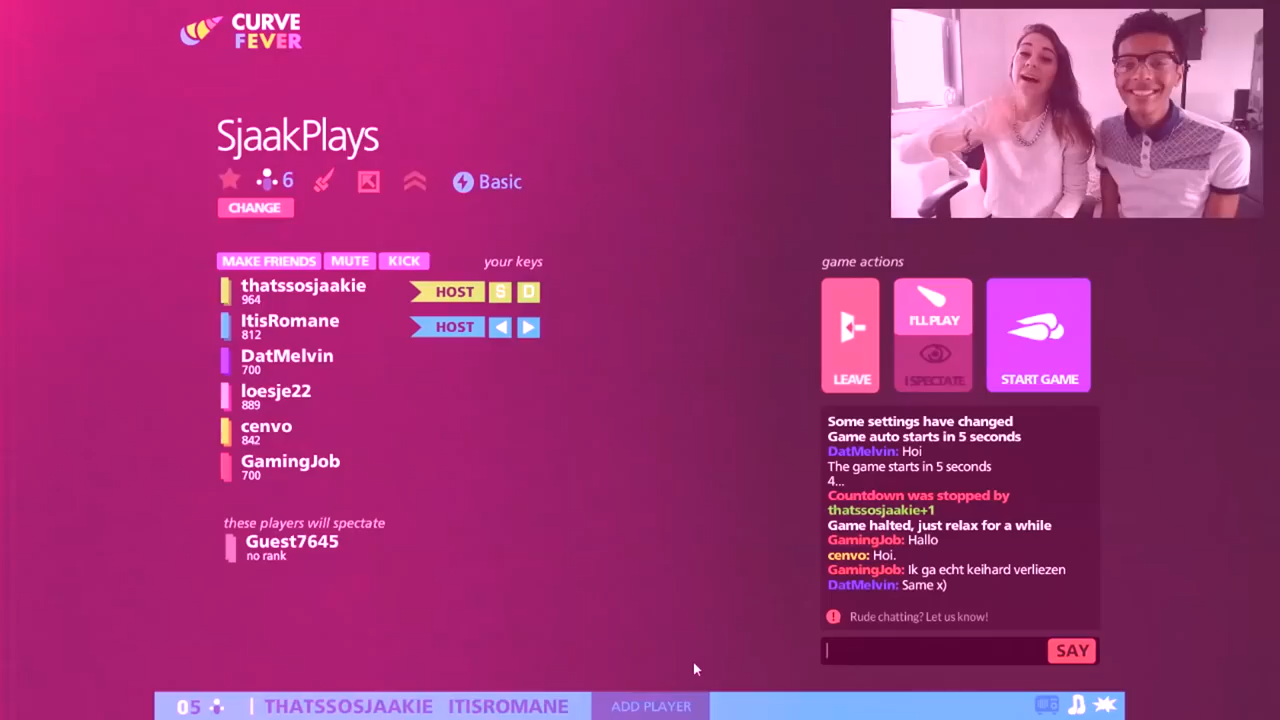 CURVE
FEVER
SjaakPlays
6
Basic
CHANGE
MAKE FRIENDS MUTE KICK your keys
thatssosjaakie
964
HOST S D
ItisRomane
812
HOST
DatMelvin
700
loesje22
889
cenvo
842
GamingJob
700
these players will spectate
Guest7645
no rank
game actions
LEAVE
I'LL PLAY
I SPECTATE
START GAME
Some settings have changed
Game auto starts in 5 seconds
DatMelvin: Hoi
The game starts in 5 seconds
4...
Countdown was stopped by
thatssosjaakie+1
Game halted, just relax for a while
GamingJob: Hallo
cenvo: Hoi.
GamingJob: Ik ga echt keihard verliezen
DatMelvin: Same x)
Rude chatting? Let us know!
SAY
05 THATSSOSJAAKIE ITISROMANE ADD PLAYER